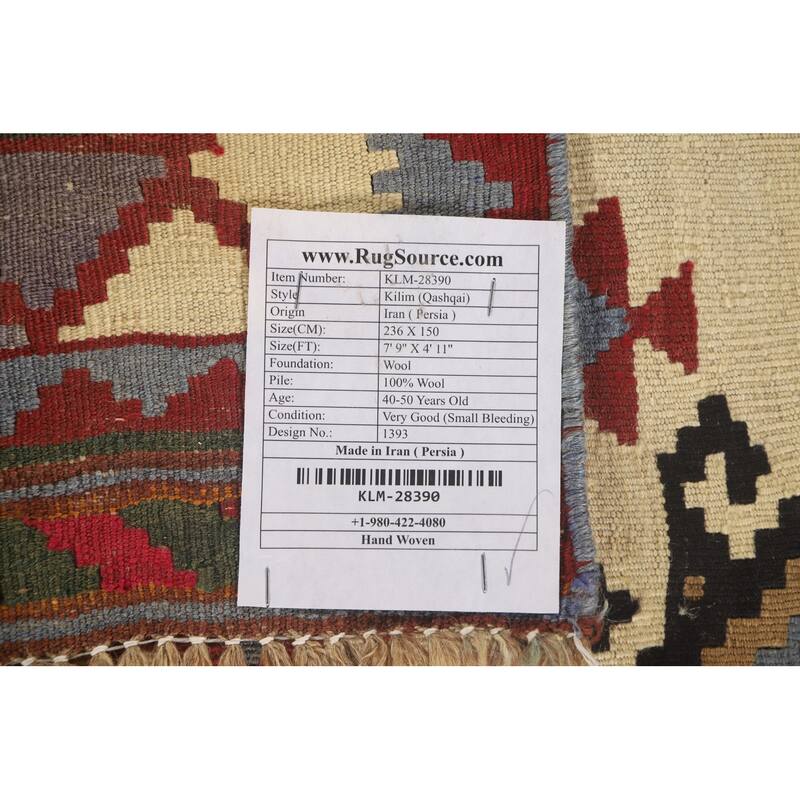 www.RugSource.com
Item Number: KLM-28390
Style Kilim (Qashqai)
Origin Iran ( Persia )
Size(CM): 236 X 150
Size(FT): 7' 9" X 4' 11"
Foundation: Wool
Pile: 100% Wool
Age: 40-50 Years Old
Condition: Very Good (Small Bleeding)
Design No.: 1393
Made in Iran ( Persia )
KLM-28390
+1-980-422-4080
Hand Woven